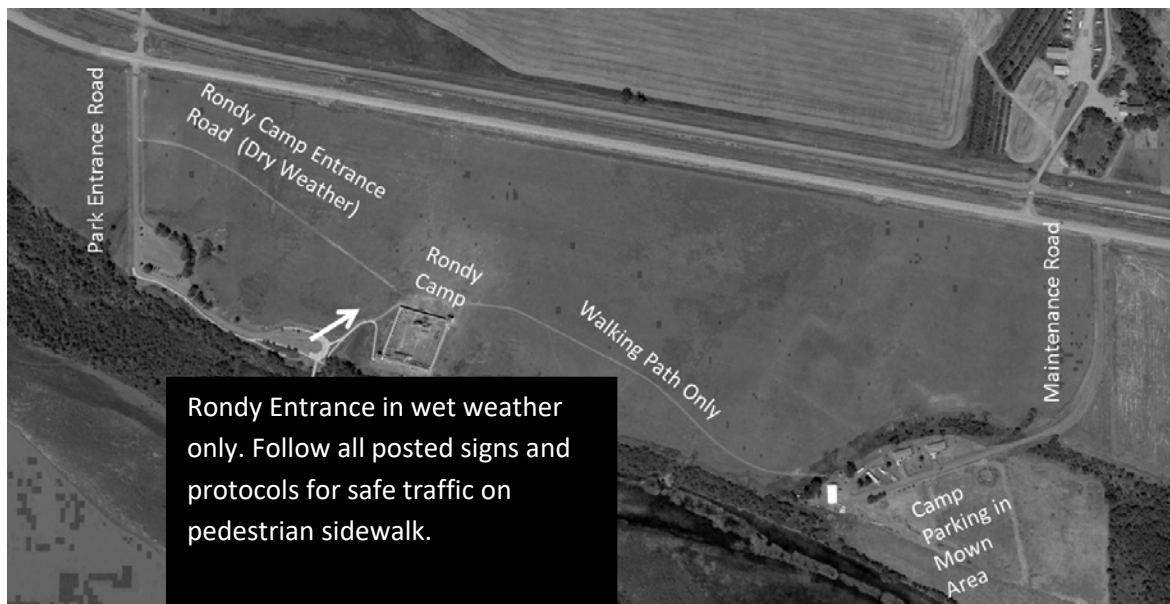 Park Entrance Road
Rondy Camp Entrance
Road (Dry Weather)
Rondy
Camp
Walking Path Only
Maintenance Road
Rondy Entrance in wet weather
only. Follow all posted signs and
protocols for safe traffic on
pedestrian sidewalk.
Camp
Parking in
Mown
Area